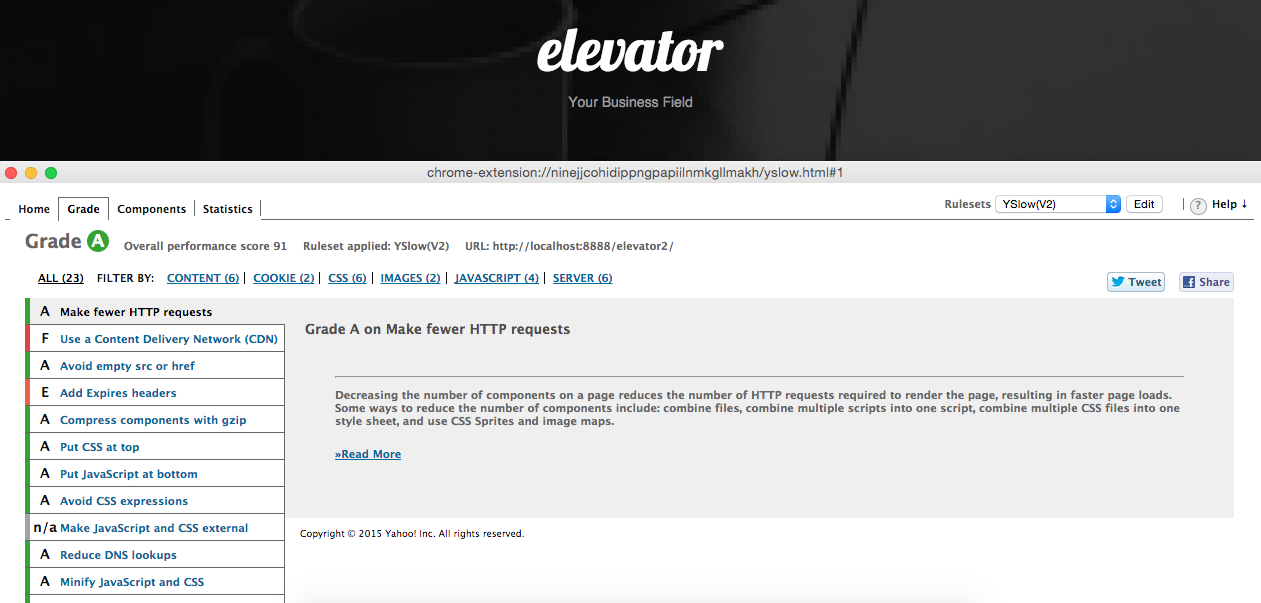 elevator
Your Business Field
chrome-extension://ninejjcohidippngpapiilnmkgllmakh/yslow.html#1
Home Grade Components Statistics Rulesets YSlow(V2) Edit ? Help ↓
Grade A Overall performance score 91 Ruleset applied: YSlow(V2) URL: http://localhost:8888/elevator2/
ALL (23) FILTER BY: CONTENT (6) | COOKIE (2) | CSS (6) | IMAGES (2) | JAVASCRIPT (4) | SERVER (6)
Tweet Share
A Make fewer HTTP requests
F Use a Content Delivery Network (CDN)
A Avoid empty src or href
E Add Expires headers
A Compress components with gzip
A Put CSS at top
A Put JavaScript at bottom
A Avoid CSS expressions
n/a Make JavaScript and CSS external
A Reduce DNS lookups
A Minify JavaScript and CSS
Grade A on Make fewer HTTP requests
Decreasing the number of components on a page reduces the number of HTTP requests required to render the page, resulting in faster page loads.
Some ways to reduce the number of components include: combine files, combine multiple scripts into one script, combine multiple CSS files into one
style sheet, and use CSS Sprites and image maps.
»Read More
Copyright © 2015 Yahoo! Inc. All rights reserved.